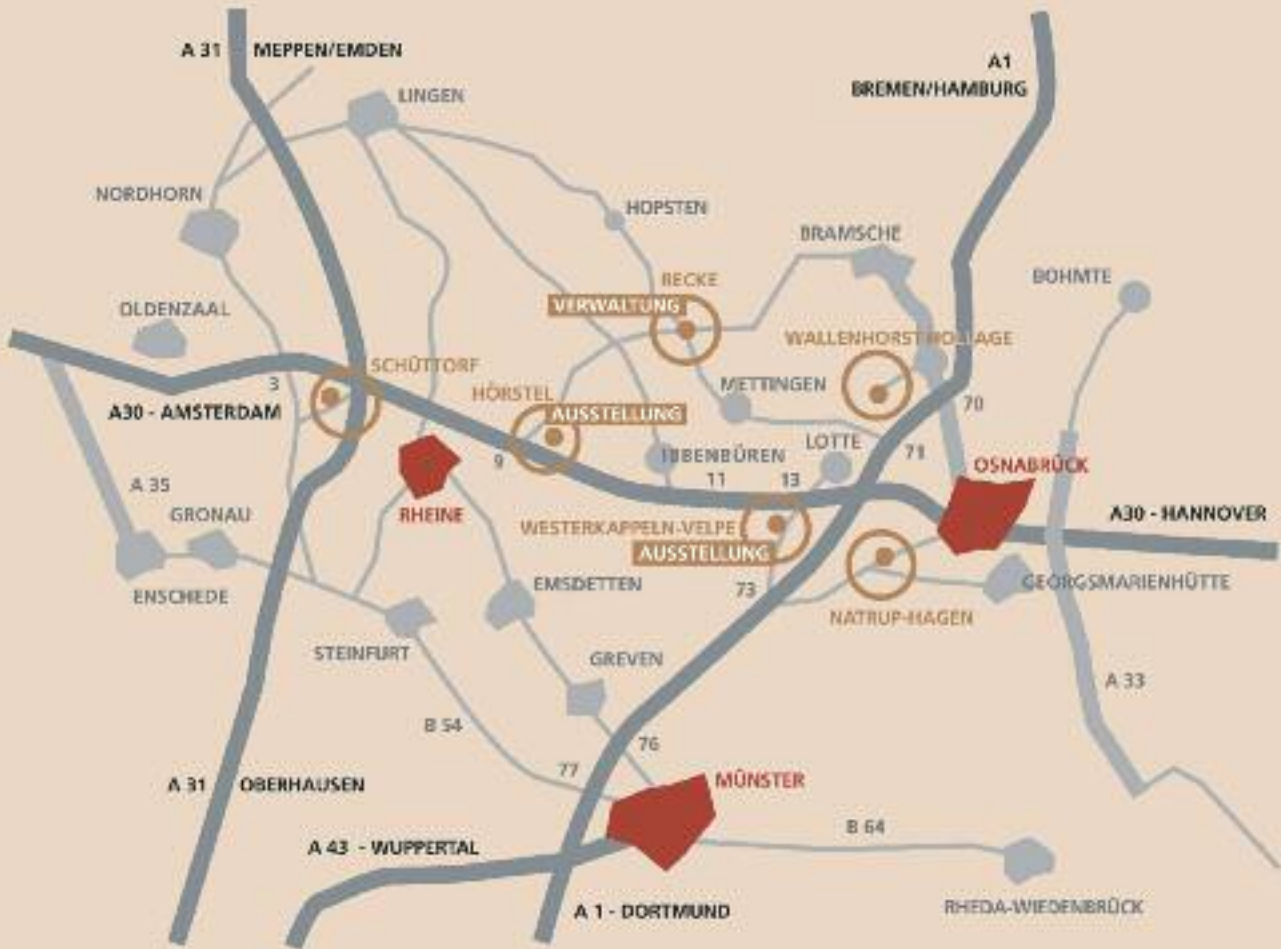 A 31 MEPPEN/EMDEN
A1
BREMEN/HAMBURG
LINGEN
NORDHORN
HOPSTEN
BRAMSCHE
BOHMTE
RECKE
VERWALTUNG
OLDENZAAL
WALLENHORST HOLLAGE
SCHÜTTORF
3
HÖRSTEL
METTINGEN
A30 - AMSTERDAM
AUSSTELLUNG
70
LOTTE
71
9
IBBENBÜREN
OSNABRÜCK
11
13
A 35
RHEINE
GRONAU
WESTERKAPPELN-VELPE
A30 - HANNOVER
AUSSTELLUNG
ENSCHEDE
EMSDETTEN
73
GEORGSMARIENHÜTTE
NATRUP-HAGEN
STEINFURT
GREVEN
A 33
B 54
76
77
MÜNSTER
A 31 OBERHAUSEN
B 64
A 43 - WUPPERTAL
A 1 - DORTMUND
RHEDA-WIEDENBRÜCK